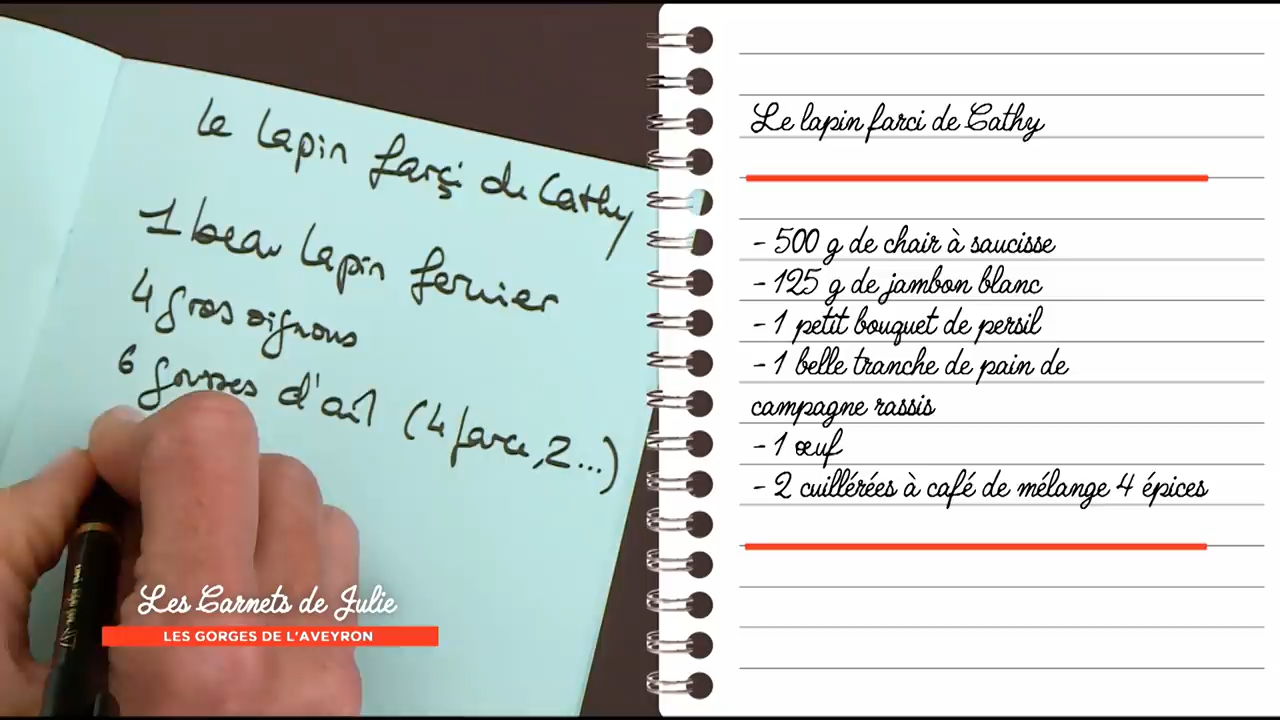 le lapin farçi de Cathy
1 beau lapin fermier
4 gros oignons
6 gousses d'ail (4 farce, 2...)
Les Carnets de Julie
LES GORGES DE L'AVEYRON
Le lapin farci de Cathy
- 500 g de chair à saucisse
- 125 g de jambon blanc
- 1 petit bouquet de persil
- 1 belle tranche de pain de
campagne rassis
- 1 œuf
- 2 cuillérées à café de mélange 4 épices